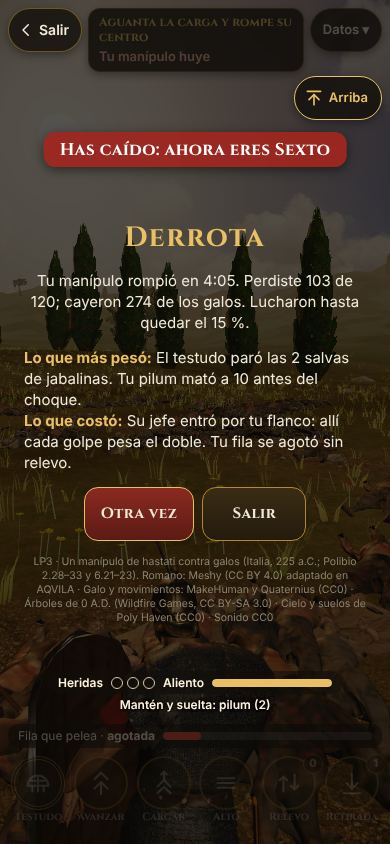 Salir
AGUANTA LA CARGA Y ROMPE SU
CENTRO
Tu manípulo huye
Datos ▾
Arriba
HAS CAÍDO: AHORA ERES SEXTO
DERROTA
Tu manípulo rompió en 4:05. Perdiste 103 de
120; cayeron 274 de los galos. Lucharon hasta
quedar el 15 %.
Lo que más pesó: El testudo paró las 2 salvas
de jabalinas. Tu pilum mató a 10 antes del
choque.
Lo que costó: Su jefe entró por tu flanco: allí
cada golpe pesa el doble. Tu fila se agotó sin
relevo.
OTRA VEZ
SALIR
LP3 · Un manípulo de hastati contra galos (Italia, 225 a.C.; Polibio
2.28–33 y 6.21–23). Romano: Meshy (CC BY 4.0) adaptado en
AQVILA · Galo y movimientos: MakeHuman y Quaternius (CC0) ·
Árboles de 0 A.D. (Wildfire Games, CC BY-SA 3.0) · Cielo y suelos de
Poly Haven (CC0) · Sonido CC0
Heridas Aliento
Mantén y suelta: pilum (2)
Fila que pelea · agotada
0 1
TESTUDO AVANZAR CARGAR ALTO RELEVO RETIRADA